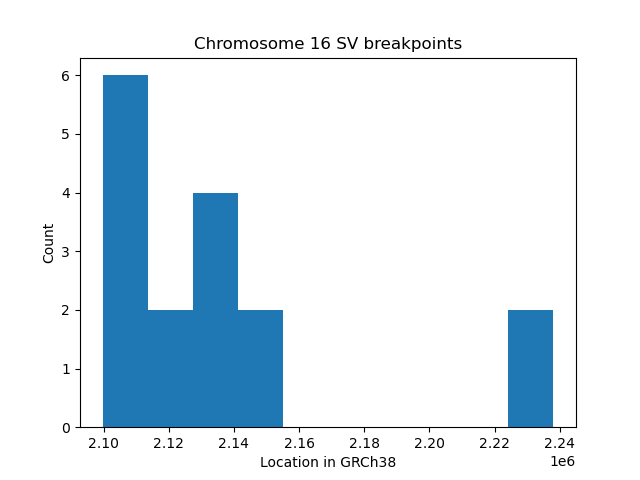 Chromosome 16 SV breakpoints
6
5
4
3
2
1
0
Count
2.10 2.12 2.14 2.16 2.18 2.20 2.22 2.24
1e6
Location in GRCh38